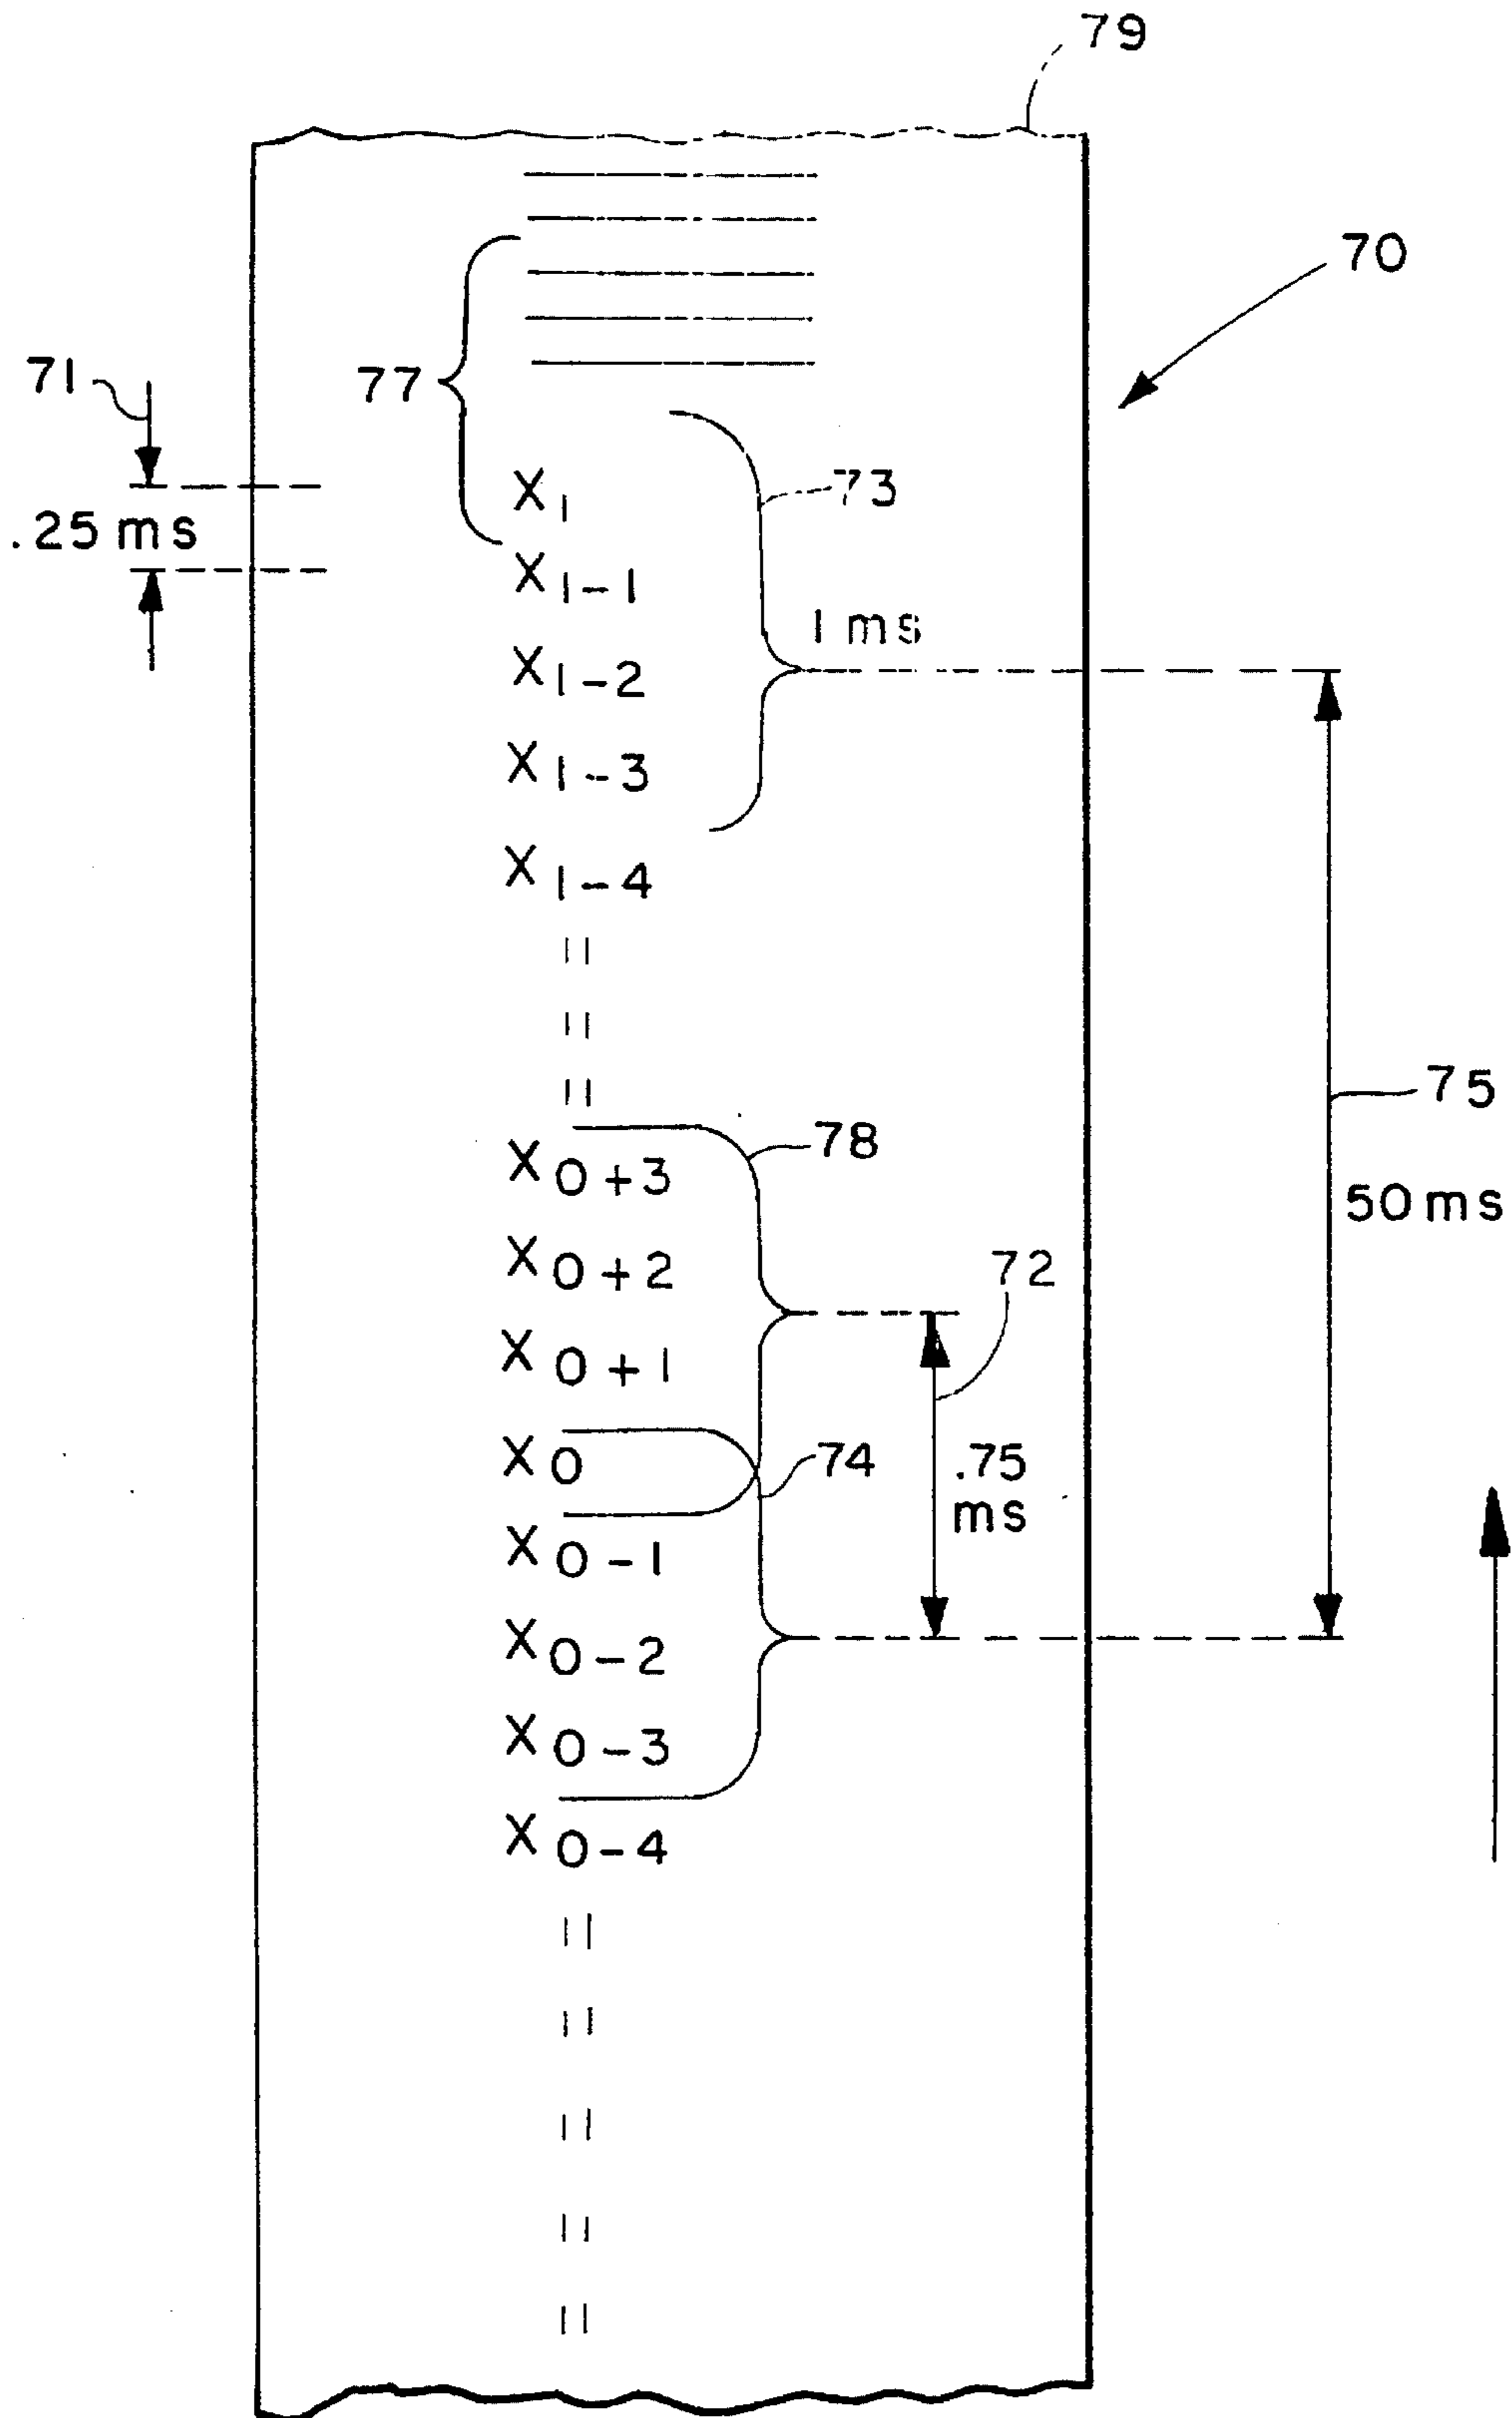 79
70
71
77
.25 ms
X₁
73
X₁₋₁
1 ms
X₁₋₂
X₁₋₃
X₁₋₄
75
X₀₊₃
78
50 ms
X₀₊₂
72
X₀₊₁
X₀
74
.75
ms
X₀₋₁
X₀₋₂
X₀₋₃
X₀₋₄